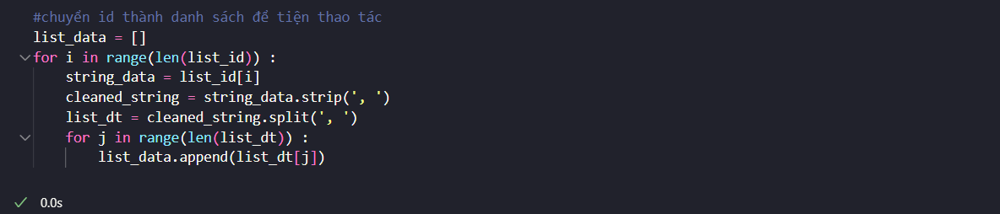 #chuyển id thành danh sách để tiện thao tác
list_data = []
for i in range(len(list_id)) :
    string_data = list_id[i]
    cleaned_string = string_data.strip(', ')
    list_dt = cleaned_string.split(', ')
    for j in range(len(list_dt)) :
        list_data.append(list_dt[j])
0.0s